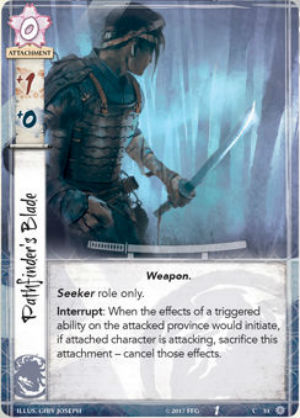 0
ATTACHMENT
+1
+0
Pathfinder's Blade
Weapon.
Seeker role only.
Interrupt: When the effects of a triggered
ability on the attacked province would initiate,
if attached character is attacking, sacrifice this
attachment – cancel those effects.
ILLUS. GREY JOSEPH
© 2017 FFG
1
C